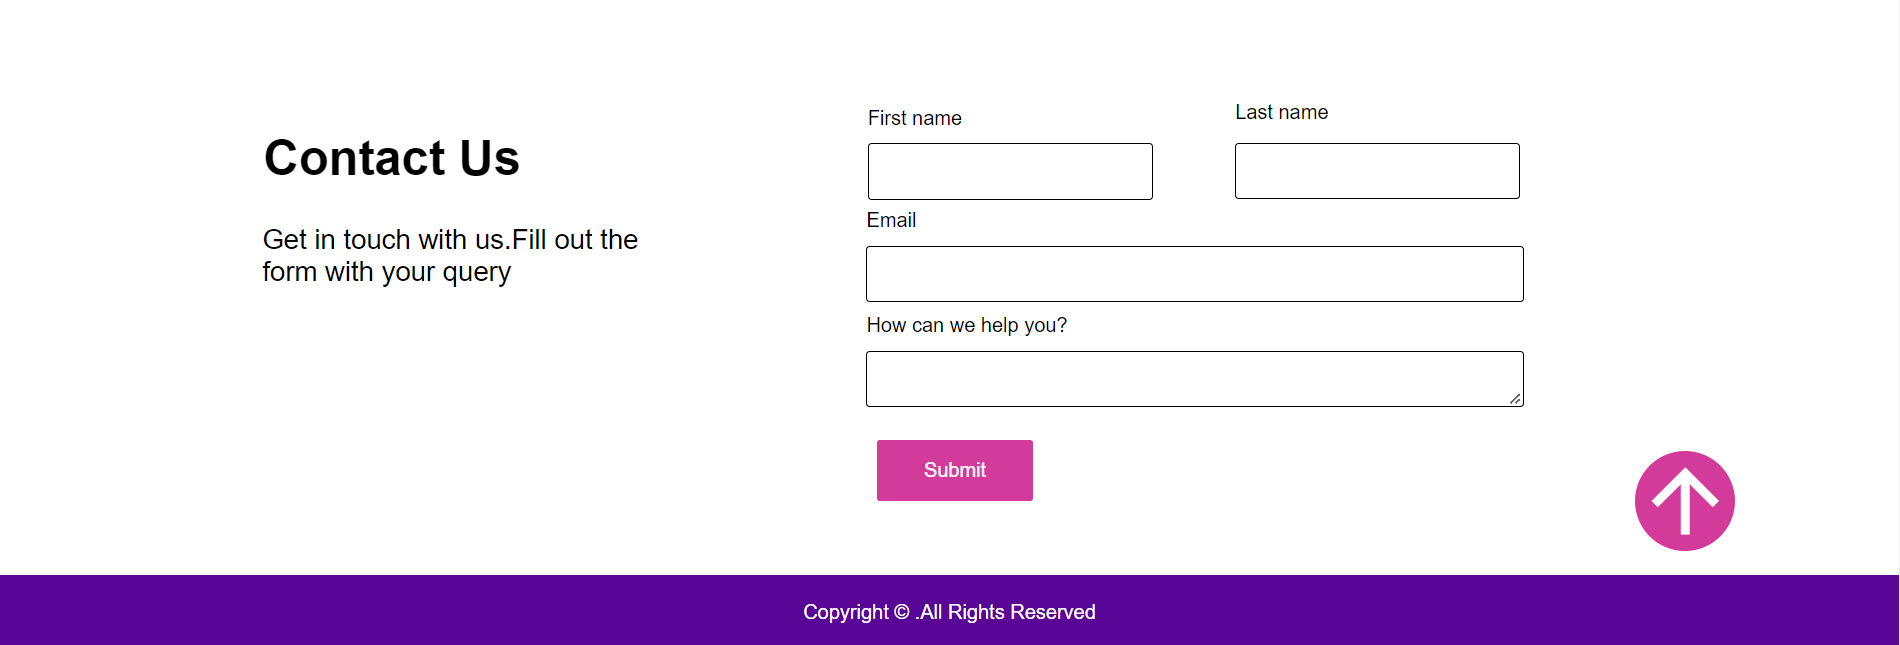 Contact Us
Get in touch with us.Fill out the
form with your query
First name
Last name
Email
How can we help you?
Submit
Copyright © .All Rights Reserved